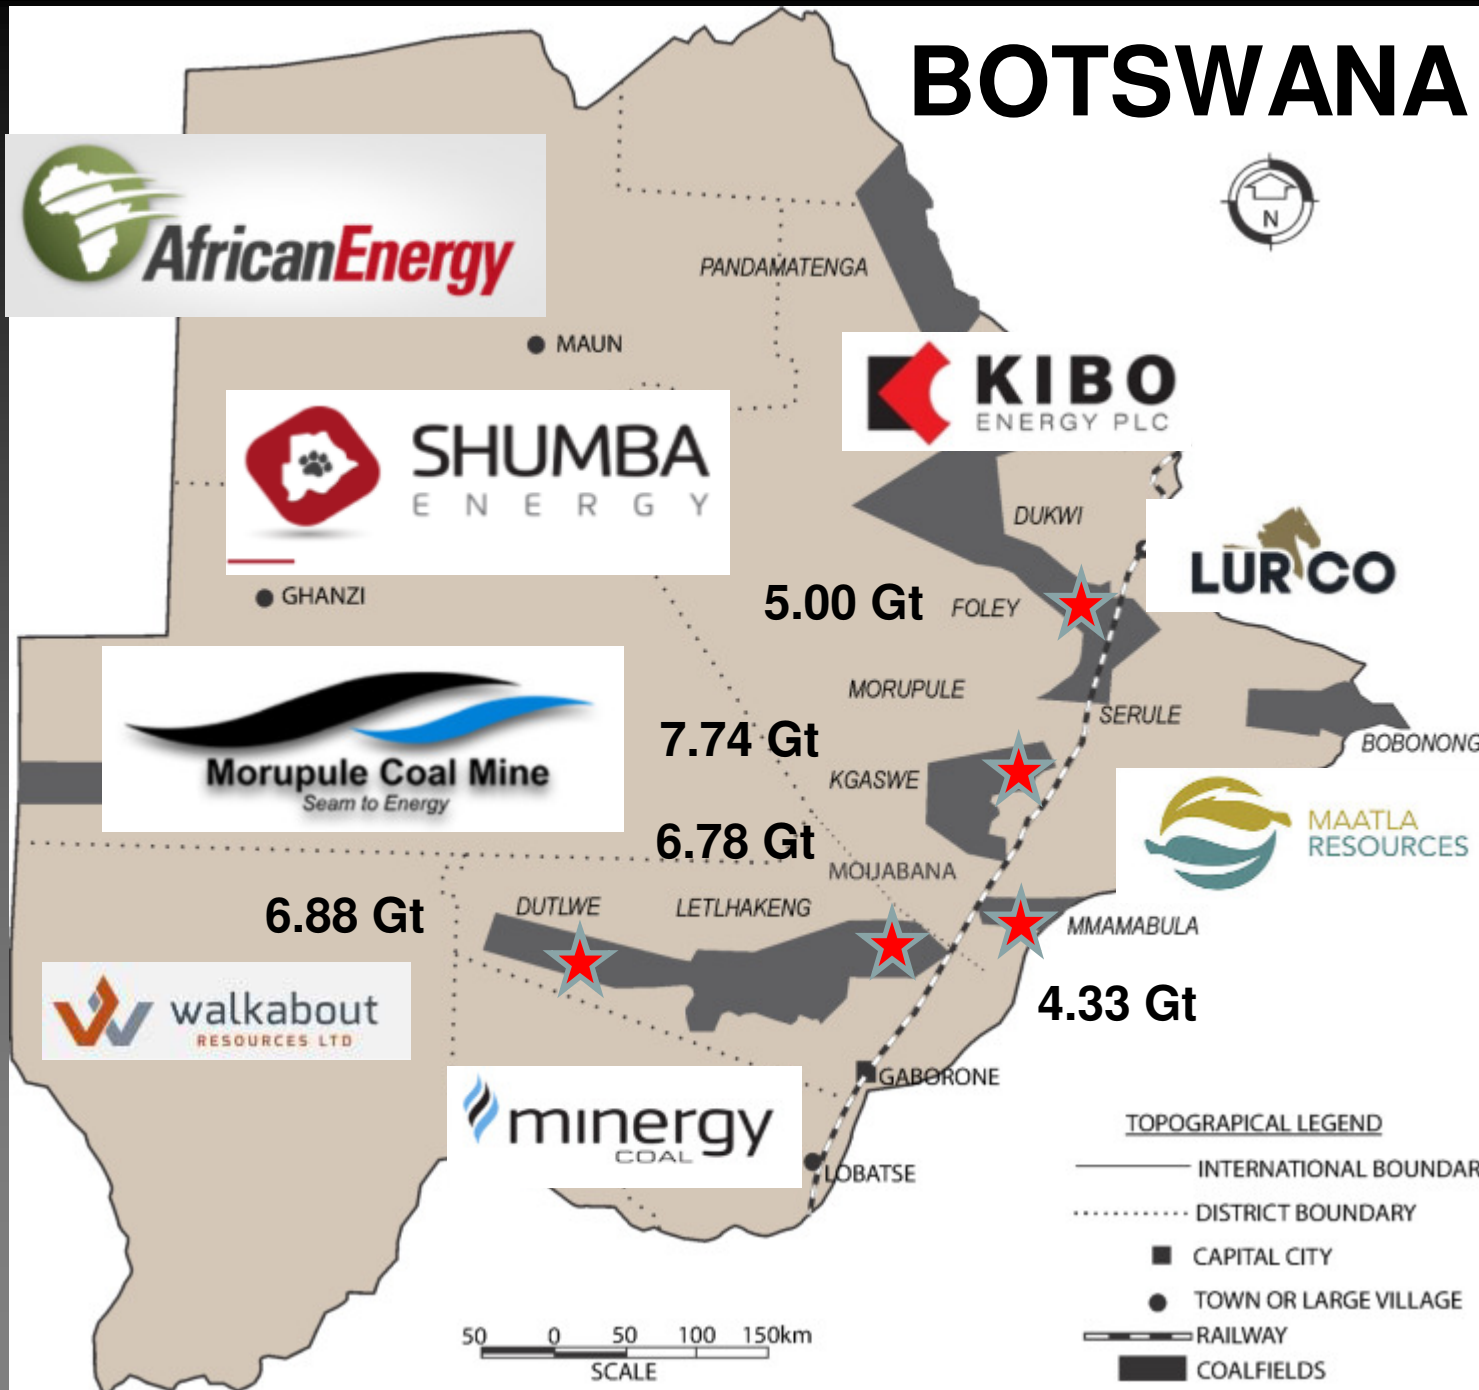 BOTSWANA
N
AfricanEnergy
PANDAMATENGA
MAUN
KIBO
ENERGY PLC
SHUMBA
ENERGY
DUKWI
LURCO
GHANZI
5.00 Gt
FOLEY
MORUPULE
SERULE
BOBONONG
7.74 Gt
KGASWE
Morupule Coal Mine
Seam to Energy
MAATLA
RESOURCES
6.78 Gt
MOIJABANA
6.88 Gt
DUTLWE
LETLHAKENG
MMAMABULA
4.33 Gt
walkabout
RESOURCES LTD
GABORONE
minergy
COAL
LOBATSE
TOPOGRAPICAL LEGEND
INTERNATIONAL BOUNDAR
DISTRICT BOUNDARY
CAPITAL CITY
TOWN OR LARGE VILLAGE
RAILWAY
COALFIELDS
50 0 50 100 150km
SCALE